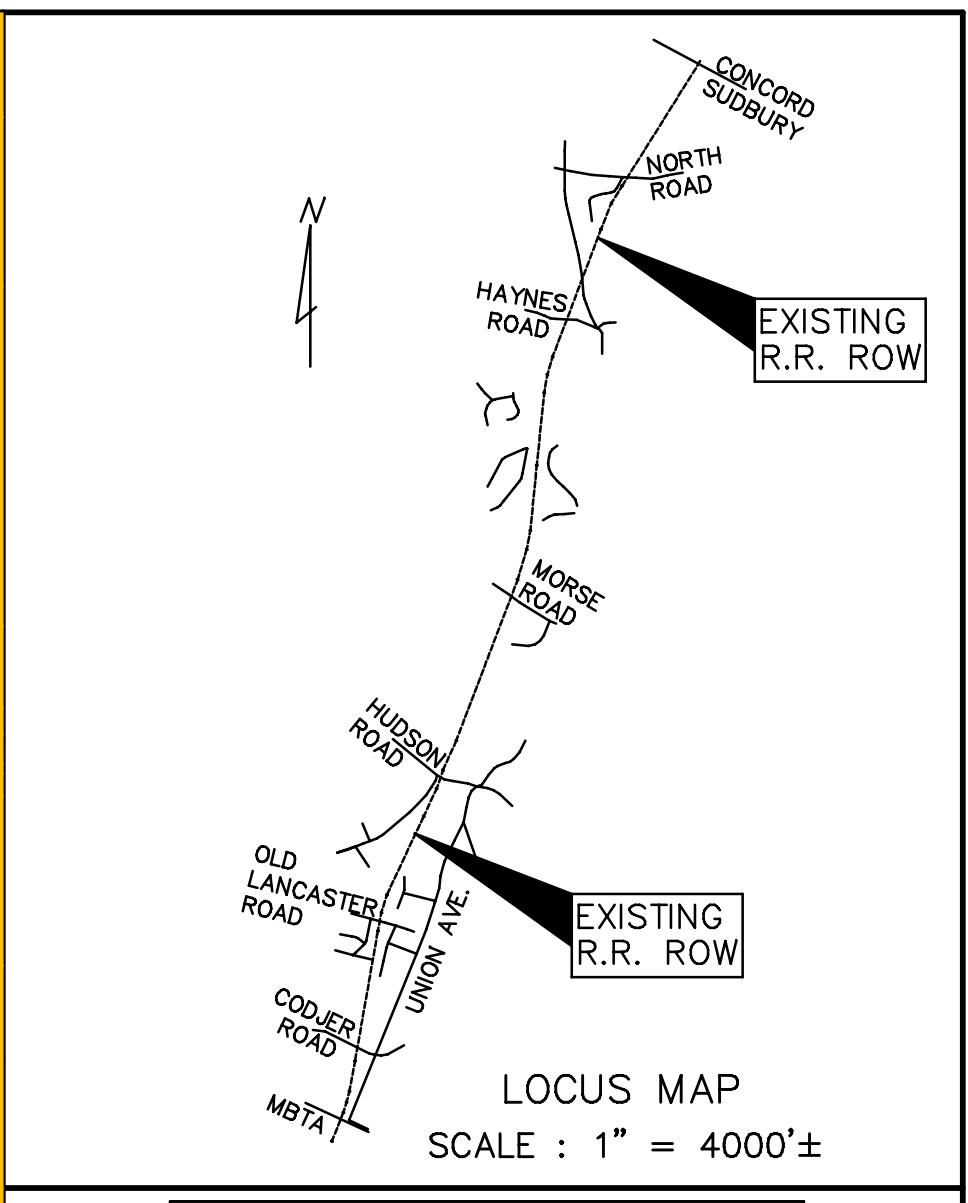 CONCORD
SUDBURY
NORTH
ROAD
N
HAYNES
ROAD
EXISTING
R.R. ROW
MORSE
ROAD
HUDSON
ROAD
OLD
LANCASTER
ROAD
UNION AVE.
EXISTING
R.R. ROW
CODJER
ROAD
MBTA
LOCUS MAP
SCALE : 1" = 4000'±